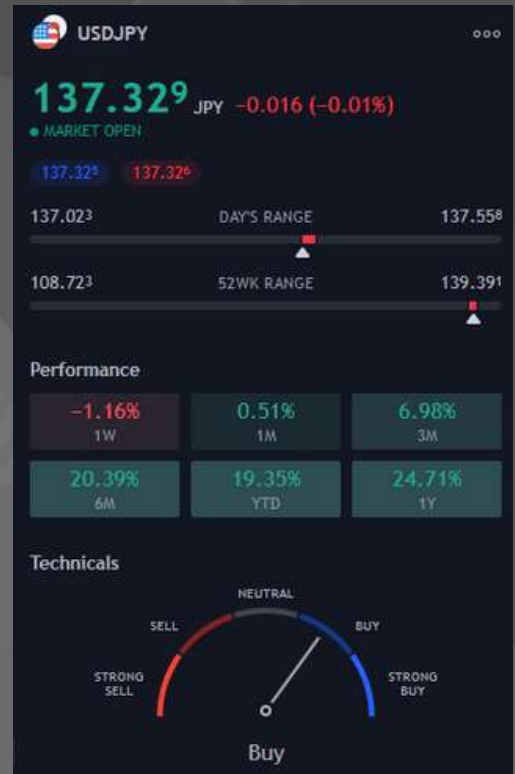 USDJPY
137.32⁹ JPY −0.016 (−0.01%)
MARKET OPEN
137.32⁵ 137.32⁶
137.02³ DAY'S RANGE 137.55⁸
108.72³ 52WK RANGE 139.39¹
Performance
−1.16% 0.51% 6.98%
1W 1M 3M
20.39% 19.35% 24.71%
6M YTD 1Y
Technicals
NEUTRAL
SELL BUY
STRONG SELL STRONG BUY
Buy